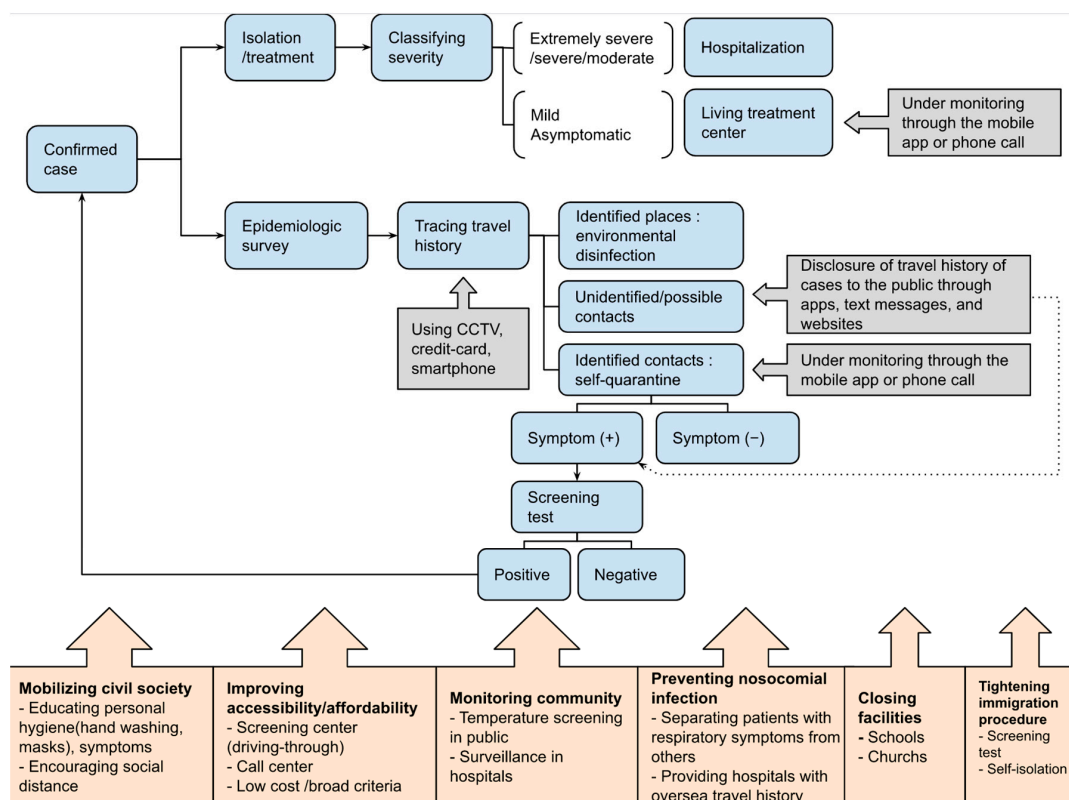 Isolation
/treatment
Classifying
severity
Extremely severe
/severe/moderate
Hospitalization
Mild
Asymptomatic
Living treatment
center
Under monitoring
through the mobile
app or phone call
Confirmed
case
Epidemiologic
survey
Tracing travel
history
Identified places :
environmental
disinfection
Unidentified/possible
contacts
Disclosure of travel history of
cases to the public through
apps, text messages, and
websites
Using CCTV,
credit-card,
smartphone
Identified contacts :
self-quarantine
Under monitoring through the
mobile app or phone call
Symptom (+)
Symptom (−)
Screening
test
Positive
Negative
Mobilizing civil society
- Educating personal
hygiene(hand washing,
masks), symptoms
- Encouraging social
distance
Improving
accessibility/affordability
- Screening center
(driving-through)
- Call center
- Low cost /broad criteria
Monitoring community
- Temperature screening
in public
- Surveillance in
hospitals
Preventing nosocomial
infection
- Separating patients with
respiratory symptoms from
others
- Providing hospitals with
oversea travel history
Closing
facilities
- Schools
- Churchs
Tightening
immigration
procedure
- Screening
test
- Self-isolation